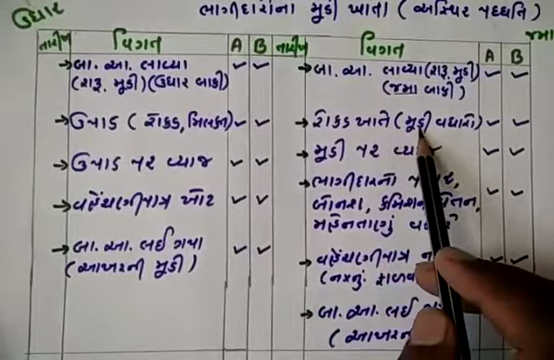 ભાગીદારોના મૂડી ખાતા (અસ્થિર પદ્ધતિ)
ઉધાર
જમા
તારીખ વિગત A B તારીખ વિગત A B
→ બા. આ. લાવ્યા
(શરૂ. મૂડી) (ઉધાર બાકી)
→ ઉપાડ (રોકડ, મિલકત)
→ ઉપાડ પર વ્યાજ
→ વહેંચણીપાત્ર ખોટ
→ બા. આ. લઈ ગયા
(આખરની મૂડી)
→ બા. આ. લાવ્યા (શરૂ. મૂડી)
(જમા બાકી)
→ રોકડ ખાતે (મૂડી વધારો)
→ મૂડી પર
→ ભાગીદારનો
બોનસ, કમિશન
મહેનતાણું
→ વહેંચણીપાત્ર
(નફાનું
→ બા. આ. લઈ
(આખરની